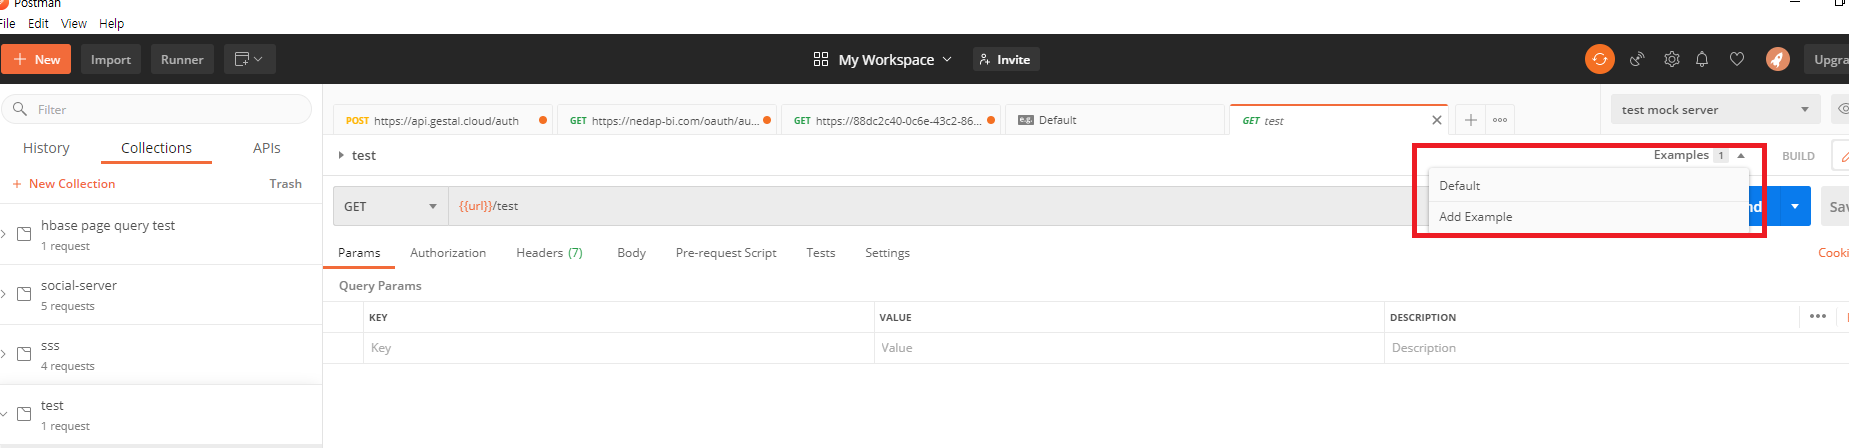 Postman
File Edit View Help
+ New Import Runner My Workspace Invite Upgra
Filter
POST https://api.gestal.cloud/auth GET https://nedap-bi.com/oauth/au... GET https://88dc2c40-0c6e-43c2-86... e.g. Default GET test test mock server
History Collections APIs
test Examples 1 BUILD
+ New Collection Trash
Default
GET {{url}}/test nd Sav
Add Example
hbase page query test
1 request
Params Authorization Headers (7) Body Pre-request Script Tests Settings Cooki
social-server
5 requests
Query Params
KEY VALUE DESCRIPTION
Key Value Description
sss
4 requests
test
1 request